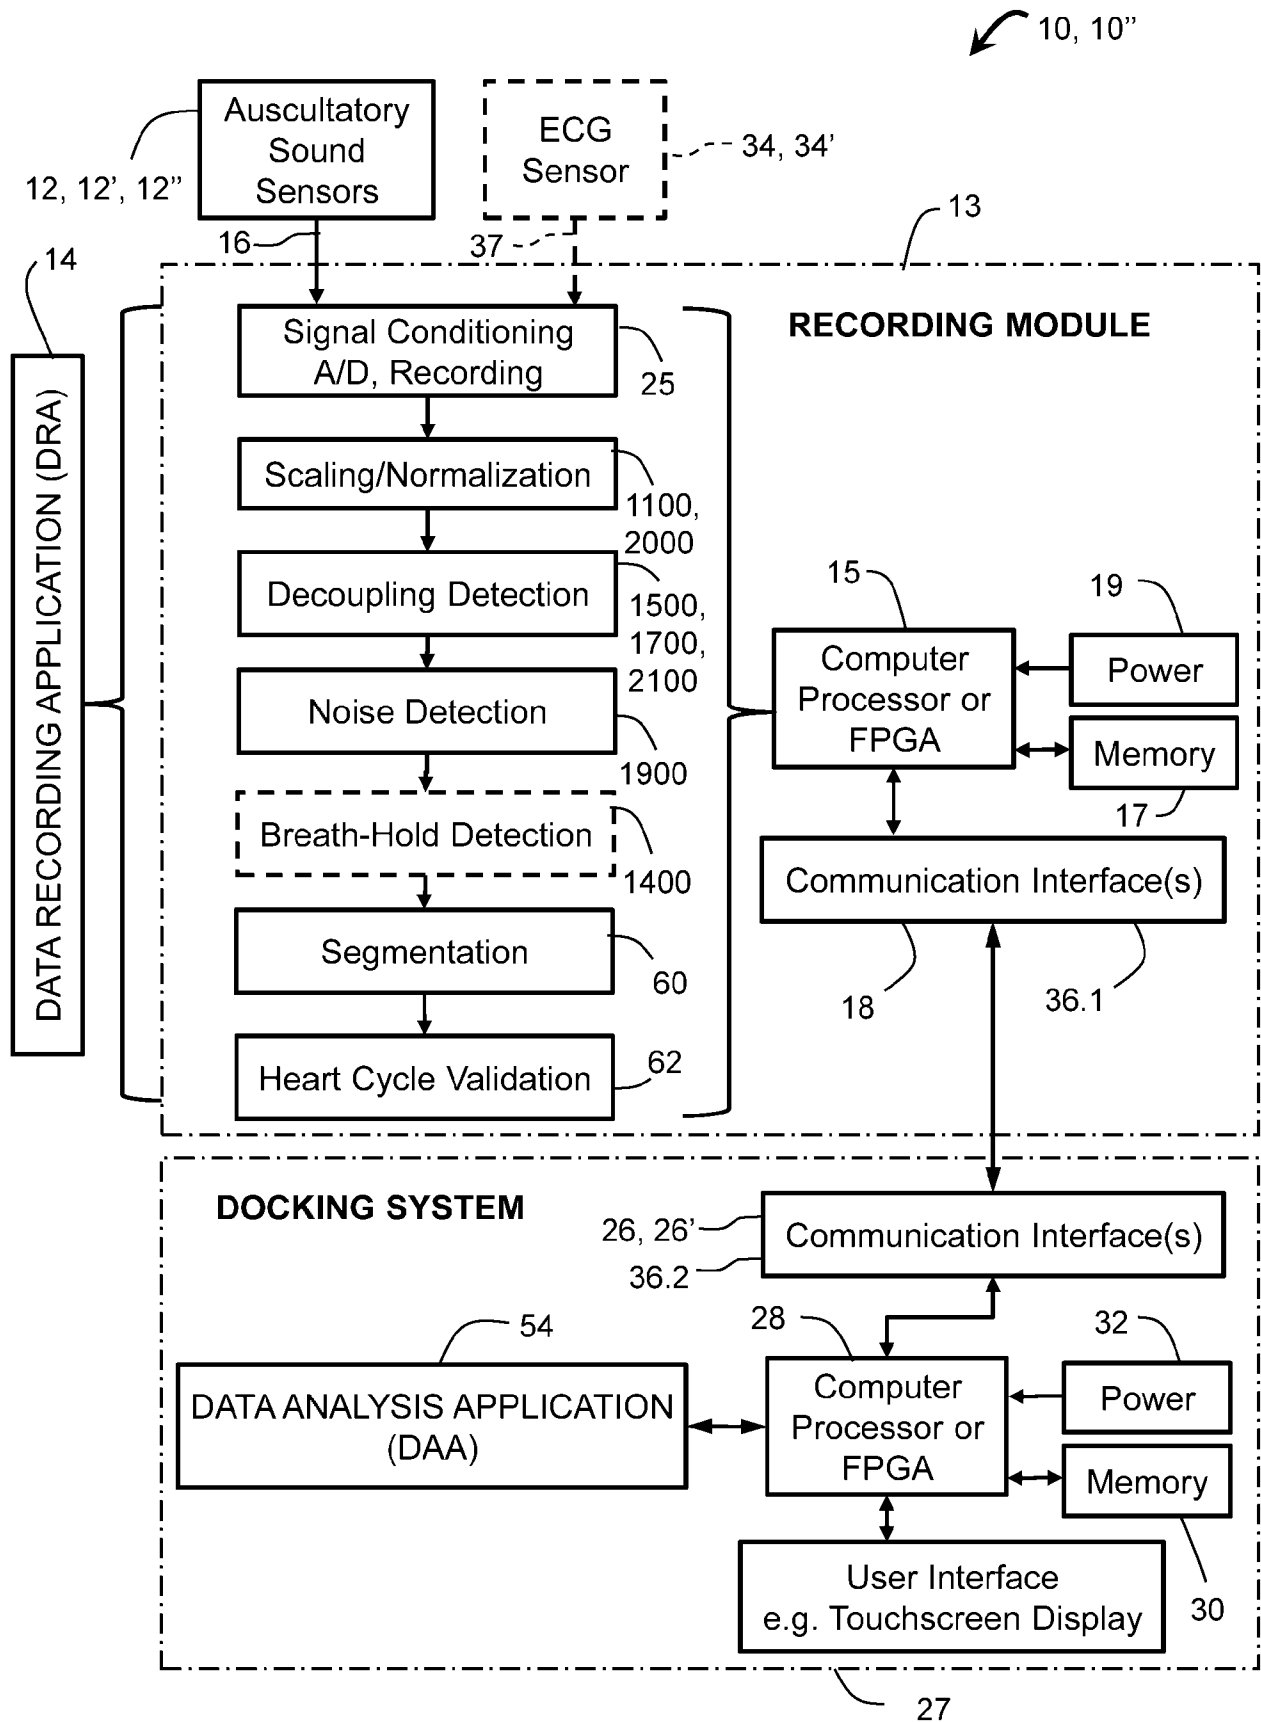 10, 10”
Auscultatory
Sound
Sensors
12, 12’, 12”
ECG
Sensor
34, 34’
16
37
13
14
DATA RECORDING APPLICATION (DRA)
RECORDING MODULE
Signal Conditioning
A/D, Recording
25
Scaling/Normalization
1100,
2000
Decoupling Detection
1500,
1700,
2100
Noise Detection
1900
Breath-Hold Detection
1400
Segmentation
60
Heart Cycle Validation
62
15
Computer
Processor or
FPGA
19
Power
Memory
17
Communication Interface(s)
18
36.1
DOCKING SYSTEM
26, 26’
36.2
Communication Interface(s)
54
DATA ANALYSIS APPLICATION
(DAA)
28
Computer
Processor or
FPGA
32
Power
Memory
30
User Interface
e.g. Touchscreen Display
27